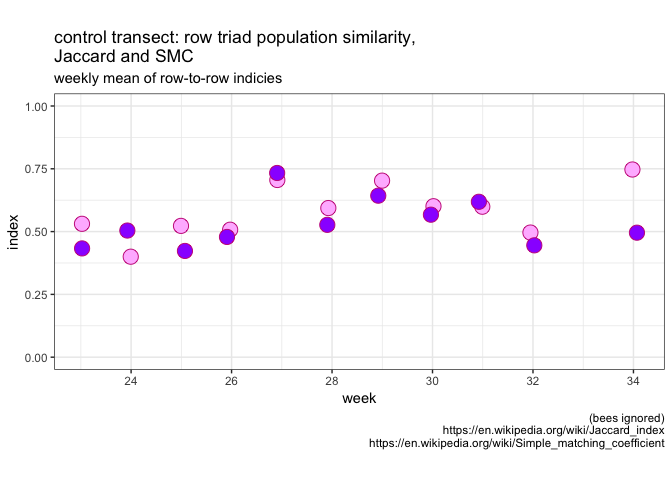 control transect: row triad population similarity,
Jaccard and SMC
weekly mean of row-to-row indicies
1.00
0.75
0.50
0.25
0.00
index
24 26 28 30 32 34
week
(bees ignored)
https://en.wikipedia.org/wiki/Jaccard_index
https://en.wikipedia.org/wiki/Simple_matching_coefficient